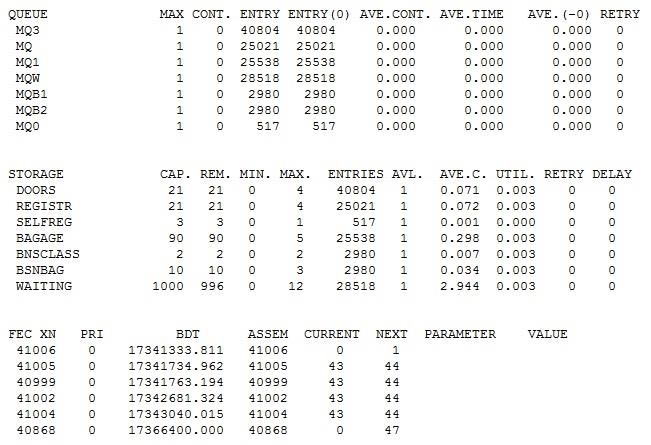 QUEUE MAX CONT. ENTRY ENTRY(0) AVE.CONT. AVE.TIME AVE.(-0) RETRY
MQ3 1 0 40804 40804 0.000 0.000 0.000 0
MQ 1 0 25021 25021 0.000 0.000 0.000 0
MQ1 1 0 25538 25538 0.000 0.000 0.000 0
MQW 1 0 28518 28518 0.000 0.000 0.000 0
MQB1 1 0 2980 2980 0.000 0.000 0.000 0
MQB2 1 0 2980 2980 0.000 0.000 0.000 0
MQ0 1 0 517 517 0.000 0.000 0.000 0
STORAGE CAP. REM. MIN. MAX. ENTRIES AVL. AVE.C. UTIL. RETRY DELAY
DOORS 21 21 0 4 40804 1 0.071 0.003 0 0
REGISTR 21 21 0 4 25021 1 0.072 0.003 0 0
SELFREG 3 3 0 1 517 1 0.001 0.000 0 0
BAGAGE 90 90 0 5 25538 1 0.298 0.003 0 0
BNSCLASS 2 2 0 2 2980 1 0.007 0.003 0 0
BSNBAG 10 10 0 3 2980 1 0.034 0.003 0 0
WAITING 1000 996 0 12 28518 1 2.944 0.003 0 0
FEC XN PRI BDT ASSEM CURRENT NEXT PARAMETER VALUE
41006 0 17341333.811 41006 0 1
41005 0 17341734.962 41005 43 44
40999 0 17341763.194 40999 43 44
41002 0 17342681.324 41002 43 44
41004 0 17343040.015 41004 43 44
40868 0 17366400.000 40868 0 47